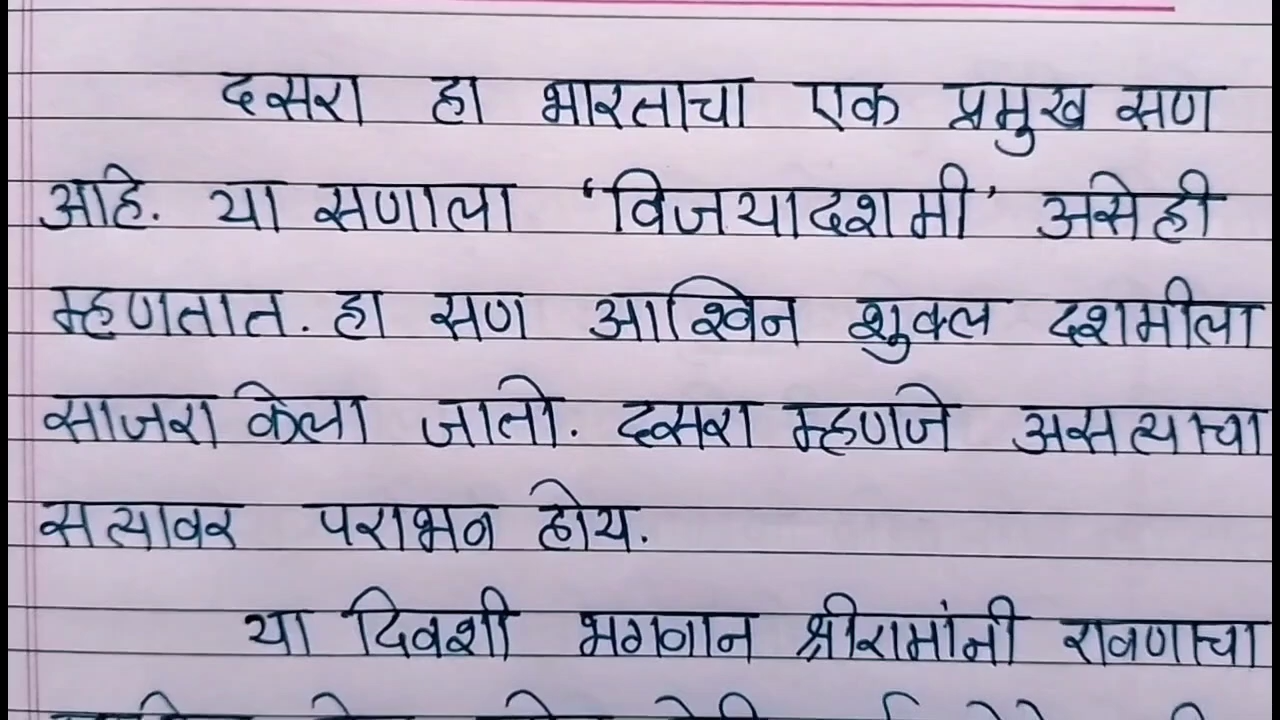 दसरा हा भारताचा एक प्रमुख सण
आहे. या सणाला ‘विजयादशमी’ असेही
म्हणतात. हा सण आश्विन शुक्ल दशमीला
साजरा केला जातो. दसरा म्हणजे असत्याचा
सत्यावर पराभव होय.
या दिवशी भगवान श्रीरामांनी रावणाचा